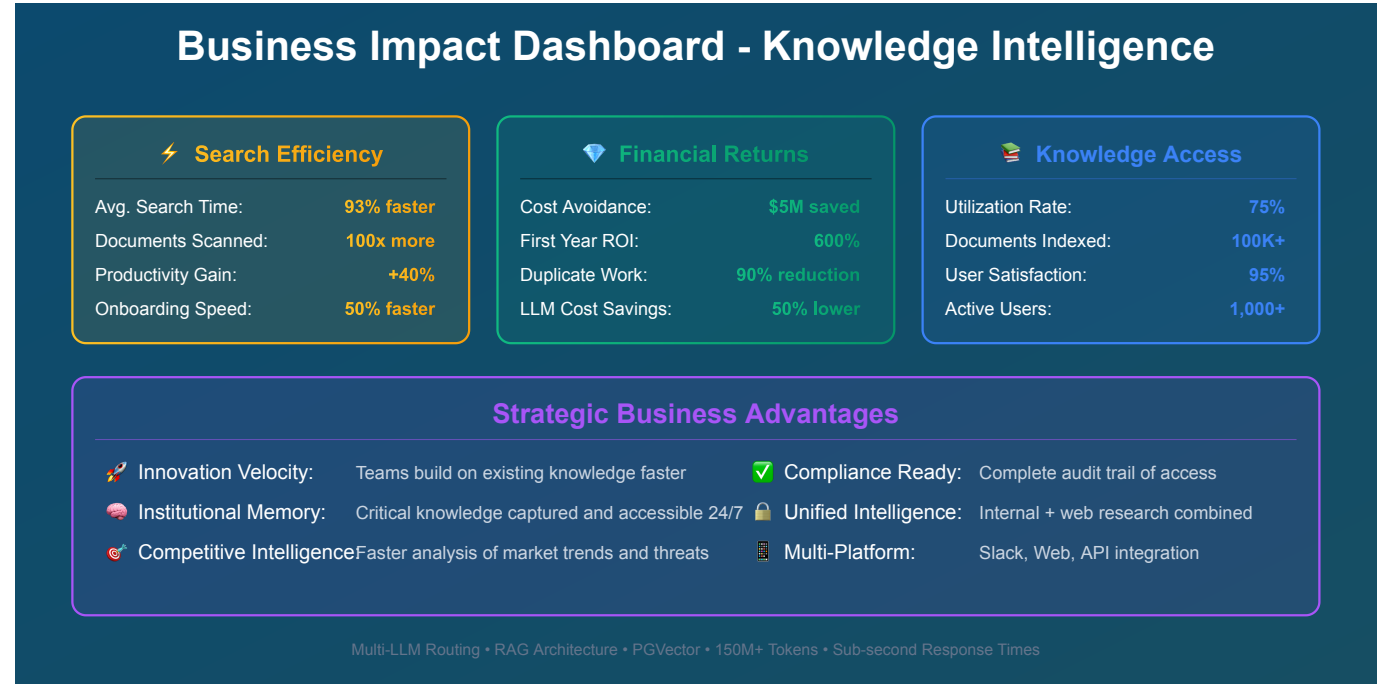 Business Impact Dashboard - Knowledge Intelligence
⚡ Search Efficiency
Avg. Search Time: 93% faster
Documents Scanned: 100x more
Productivity Gain: +40%
Onboarding Speed: 50% faster
💎 Financial Returns
Cost Avoidance: $5M saved
First Year ROI: 600%
Duplicate Work: 90% reduction
LLM Cost Savings: 50% lower
📚 Knowledge Access
Utilization Rate: 75%
Documents Indexed: 100K+
User Satisfaction: 95%
Active Users: 1,000+
Strategic Business Advantages
🚀 Innovation Velocity: Teams build on existing knowledge faster
🧠 Institutional Memory: Critical knowledge captured and accessible 24/7
🎯 Competitive Intelligence Faster analysis of market trends and threats
✅ Compliance Ready: Complete audit trail of access
🔒 Unified Intelligence: Internal + web research combined
📱 Multi-Platform: Slack, Web, API integration
Multi-LLM Routing • RAG Architecture • PGVector • 150M+ Tokens • Sub-second Response Times